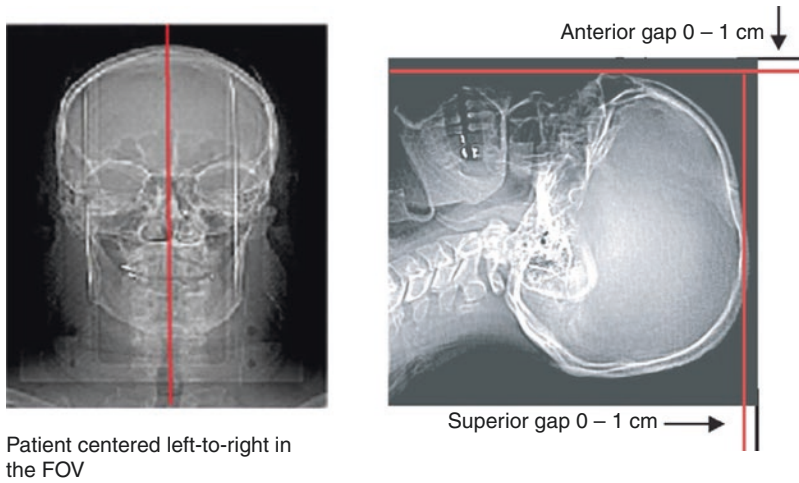 Anterior gap 0 – 1 cm
Superior gap 0 – 1 cm
Patient centered left-to-right in
the FOV